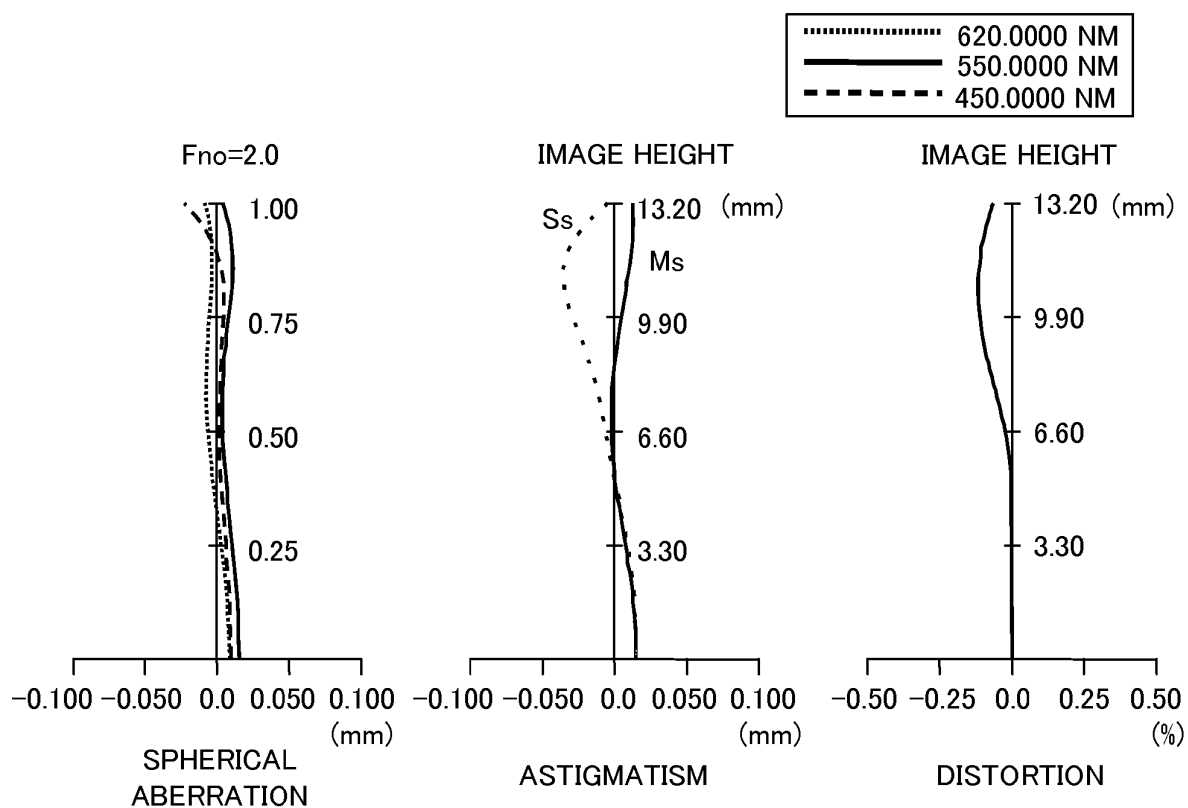 620.0000 NM
550.0000 NM
450.0000 NM
Fno=2.0
1.00
0.75
0.50
0.25
-0.100 -0.050 0.0 0.050 0.100
(mm)
SPHERICAL
ABERRATION
IMAGE HEIGHT
13.20 (mm)
Ss
Ms
9.90
6.60
3.30
-0.100 -0.050 0.0 0.050 0.100
(mm)
ASTIGMATISM
IMAGE HEIGHT
13.20 (mm)
9.90
6.60
3.30
-0.50 -0.25 0.0 0.25 0.50
(%)
DISTORTION